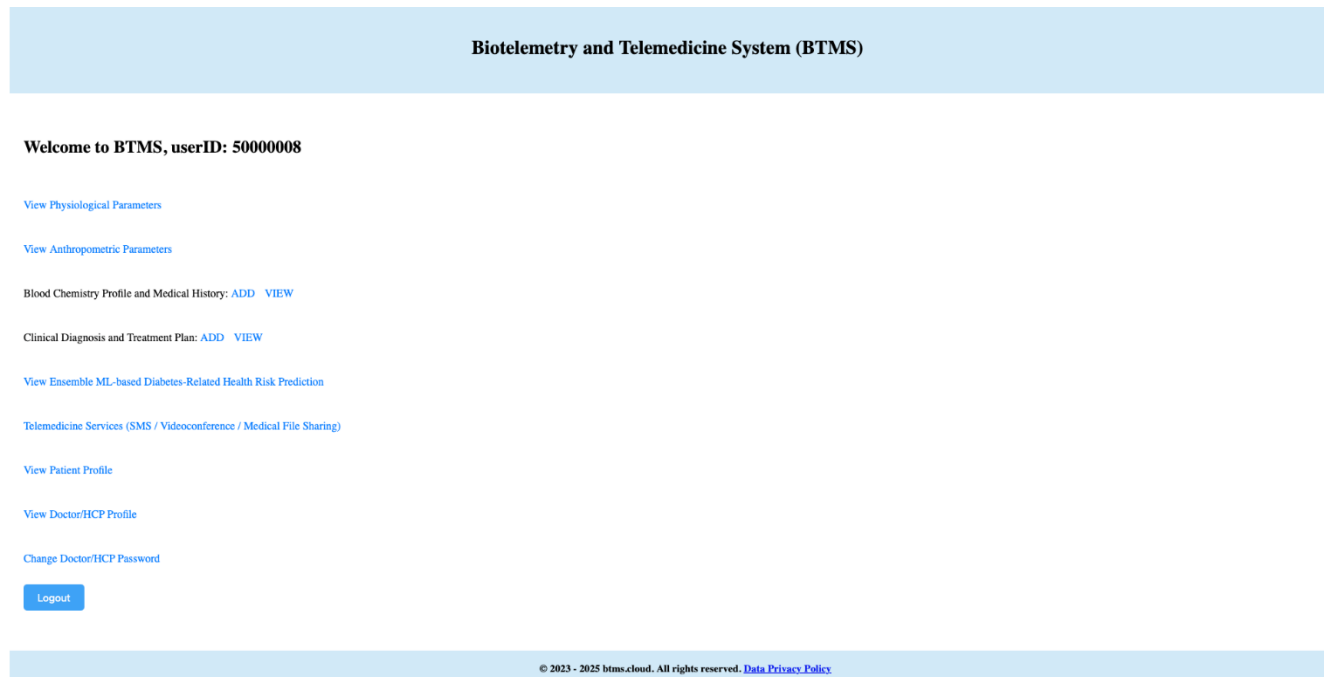 Biotelemetry and Telemedicine System (BTMS)
Welcome to BTMS, userID: 50000008
View Physiological Parameters
View Anthropometric Parameters
Blood Chemistry Profile and Medical History: ADD VIEW
Clinical Diagnosis and Treatment Plan: ADD VIEW
View Ensemble ML-based Diabetes-Related Health Risk Prediction
Telemedicine Services (SMS / Videoconference / Medical File Sharing)
View Patient Profile
View Doctor/HCP Profile
Change Doctor/HCP Password
Logout
© 2023 - 2025 btms.cloud. All rights reserved. Data Privacy Policy